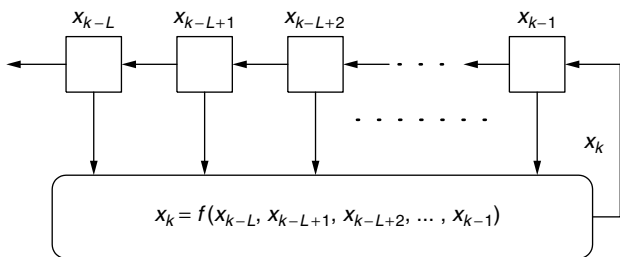 x_{k−L} x_{k−L+1} x_{k−L+2} x_{k−1}
. . .
. . . . . . .
x_k
x_k = f(x_{k−L}, x_{k−L+1}, x_{k−L+2}, ... , x_{k−1})